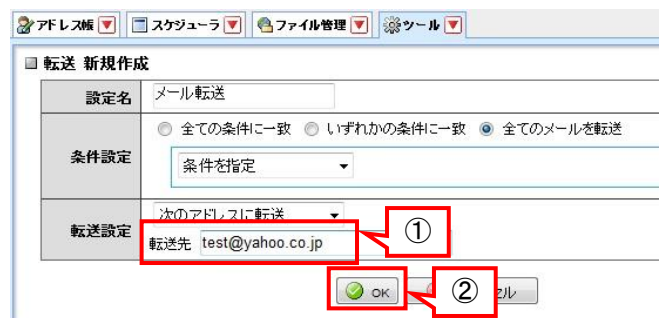 アドレス帳 スケジューラ ファイル管理 ツール
転送 新規作成
設定名 メール転送
条件設定 全ての条件に一致 いずれかの条件に一致 全てのメールを転送
条件を指定
転送設定 次のアドレスに転送
転送先 test@yahoo.co.jp ①
OK ② セル